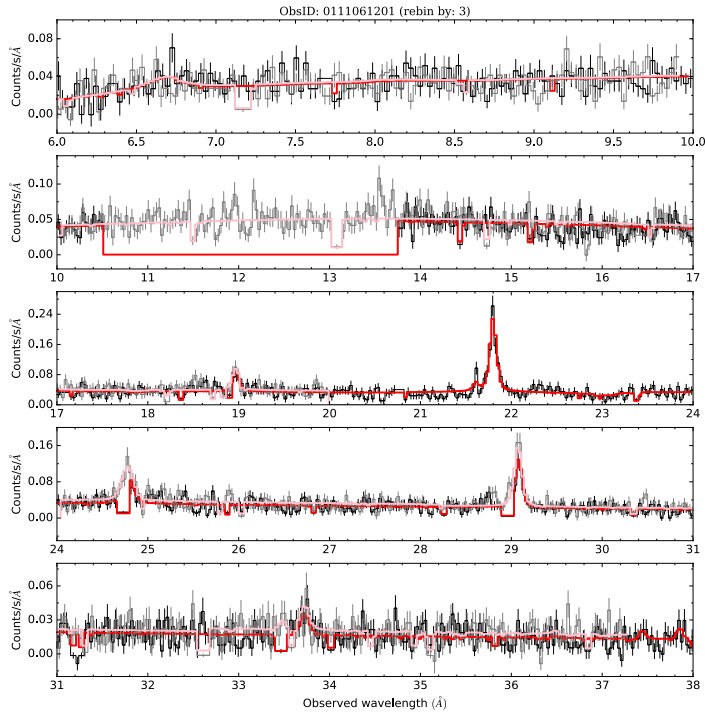 ObsID: 0111061201 (rebin by: 3)
Counts/s/Å
0.08
0.04
0.00
6.0 6.5 7.0 7.5 8.0 8.5 9.0 9.5 10.0
Counts/s/Å
0.10
0.05
0.00
10 11 12 13 14 15 16 17
Counts/s/Å
0.24
0.16
0.08
0.00
17 18 19 20 21 22 23 24
Counts/s/Å
0.16
0.08
0.00
24 25 26 27 28 29 30 31
Counts/s/Å
0.06
0.03
0.00
31 32 33 34 35 36 37 38
Observed wavelength (Å)